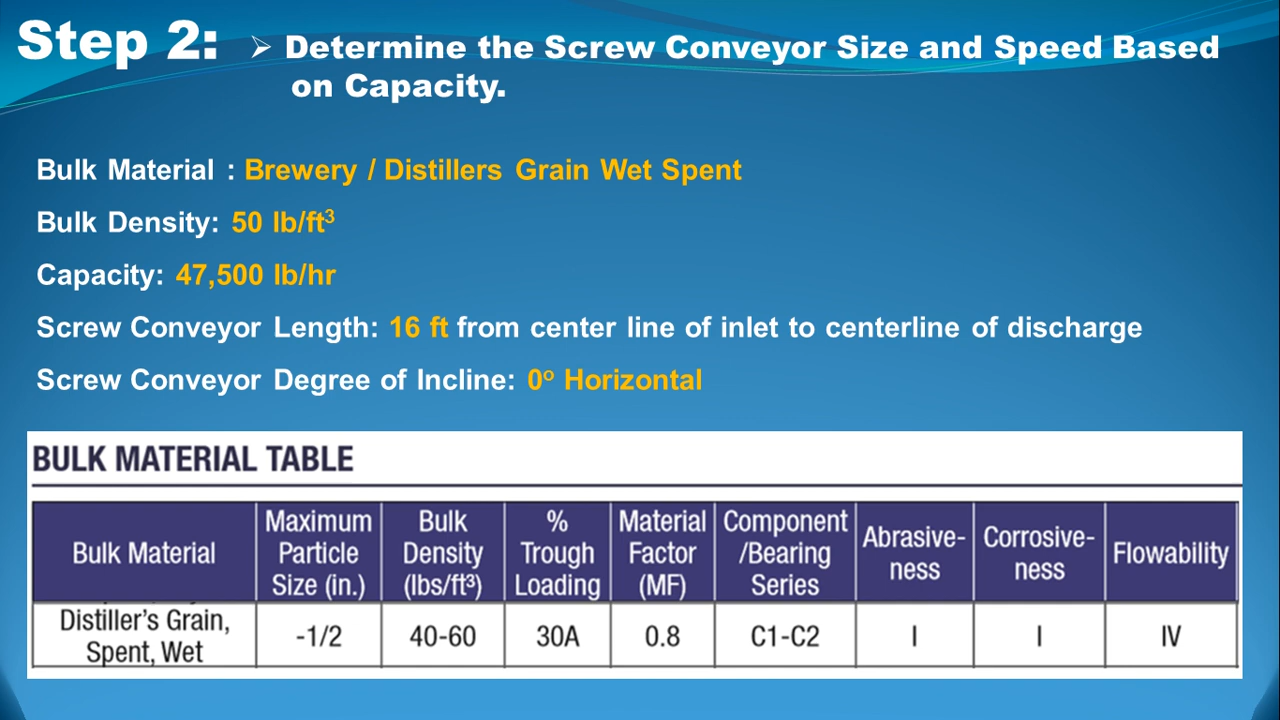 Step 2: ➢ Determine the Screw Conveyor Size and Speed Based
on Capacity.
Bulk Material : Brewery / Distillers Grain Wet Spent
Bulk Density: 50 lb/ft³
Capacity: 47,500 lb/hr
Screw Conveyor Length: 16 ft from center line of inlet to centerline of discharge
Screw Conveyor Degree of Incline: 0º Horizontal
BULK MATERIAL TABLE
Bulk Material
Maximum
Particle
Size (in.)
Bulk
Density
(lbs/ft³)
%
Trough
Loading
Material
Factor
(MF)
Component
/Bearing
Series
Abrasive-
ness
Corrosive-
ness
Flowability
Distiller's Grain,
Spent, Wet
-1/2
40-60
30A
0.8
C1-C2
I
I
IV